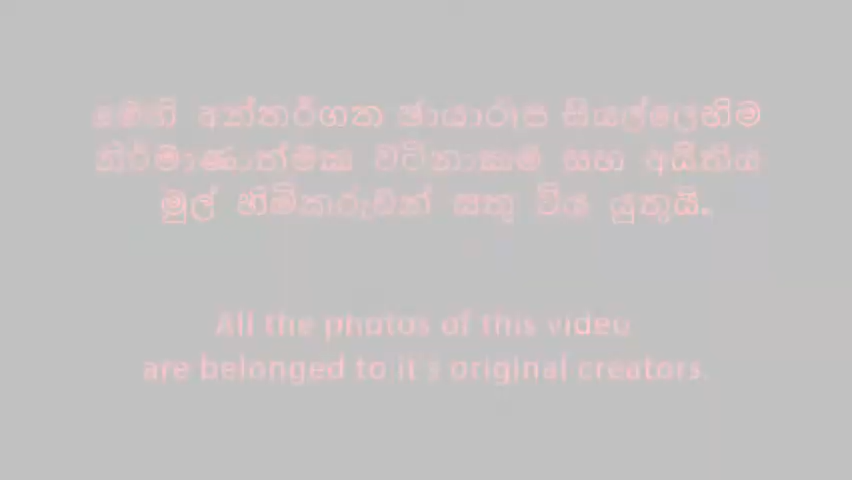 මෙහි අන්තර්ගත ඡායාරූප සියල්ලෙහිම
නිර්මාණාත්මක වටිනාකම සහ අයිතිය
මුල් හිමිකරුවන් සතු විය යුතුයි.
All the photos of this video
are belonged to it's original creators.